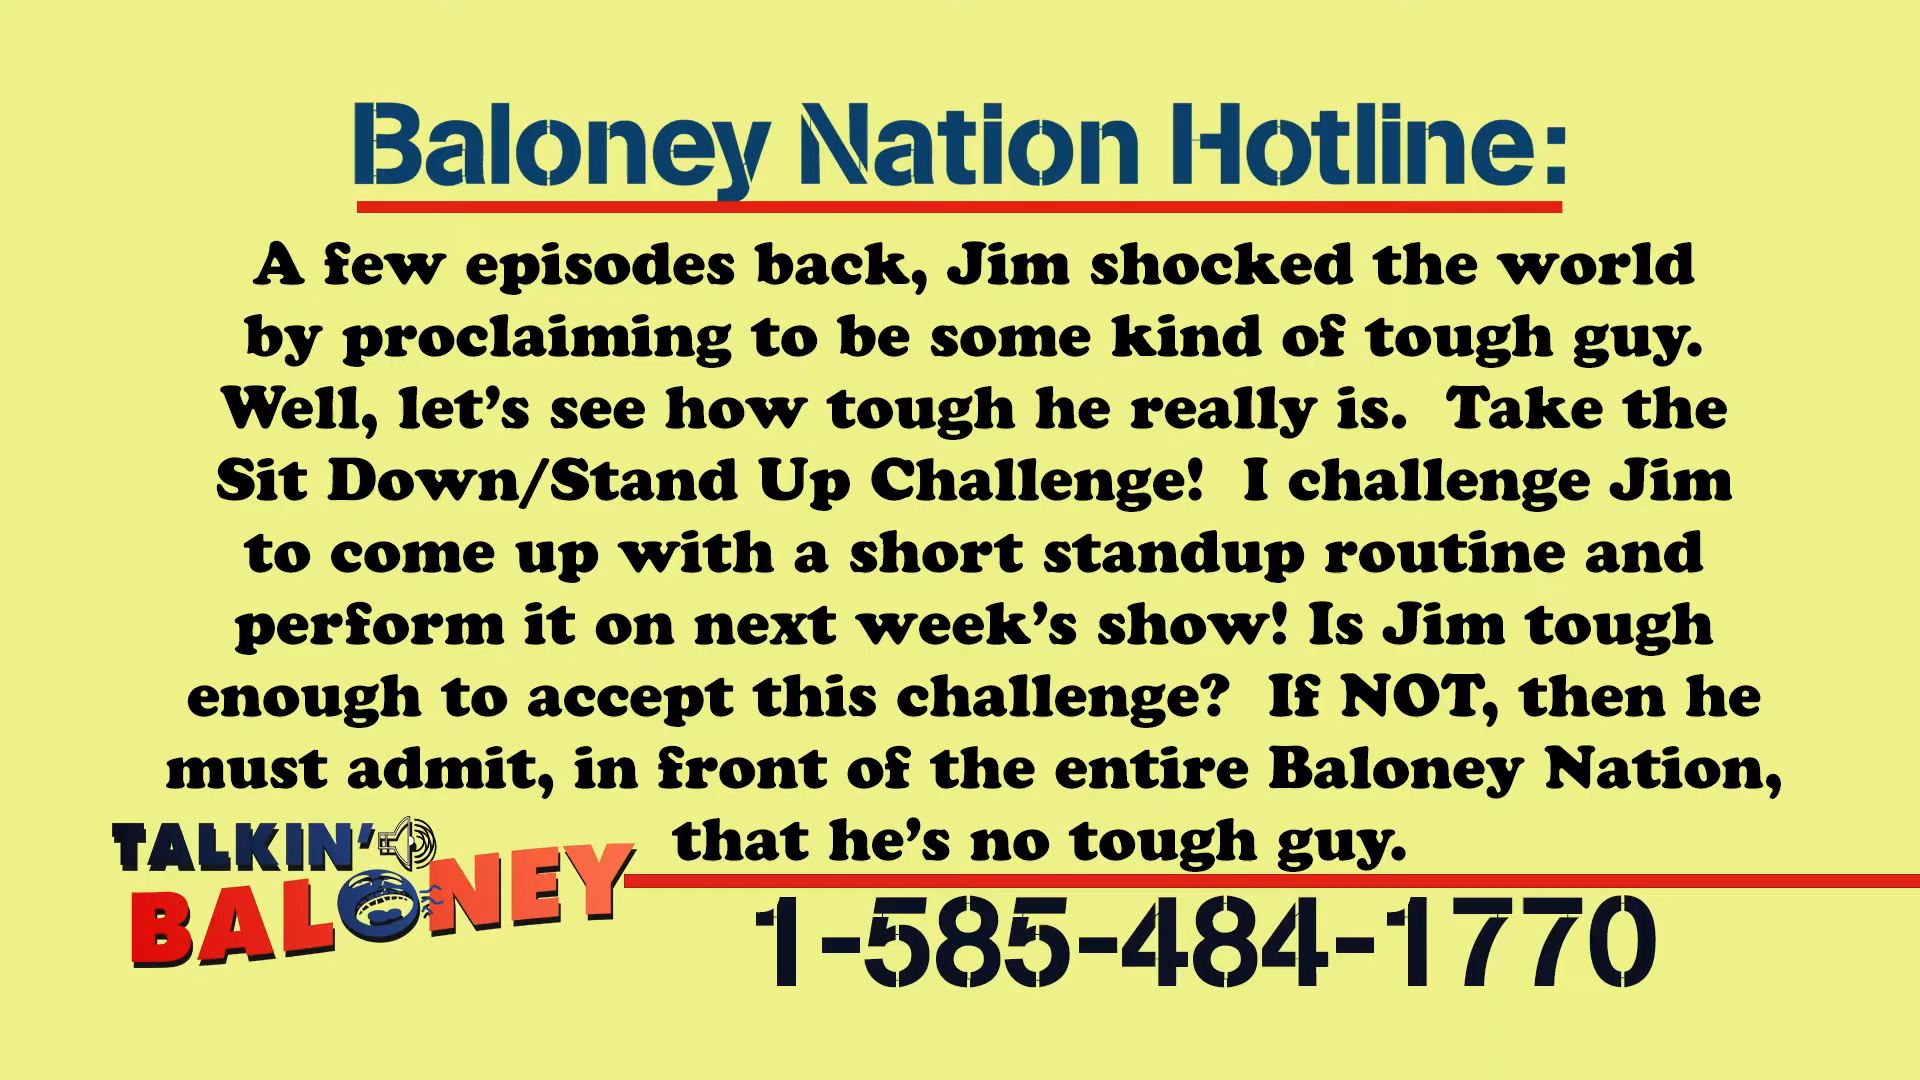 Baloney Nation Hotline:
A few episodes back, Jim shocked the world
by proclaiming to be some kind of tough guy.
Well, let's see how tough he really is.  Take the
Sit Down/Stand Up Challenge!  I challenge Jim
to come up with a short standup routine and
perform it on next week's show! Is Jim tough
enough to accept this challenge?  If NOT, then he
must admit, in front of the entire Baloney Nation,
that he's no tough guy.
TALKIN'
BALONEY
1-585-484-1770